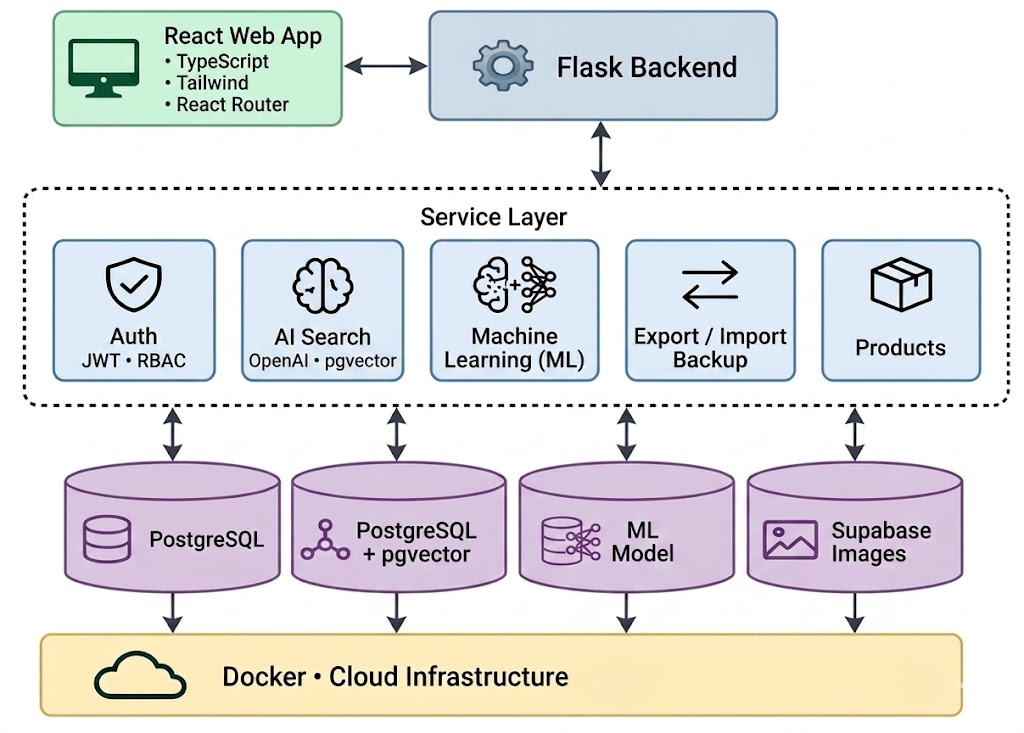 React Web App
• TypeScript
• Tailwind
• React Router
Flask Backend
Service Layer
Auth
JWT • RBAC
AI Search
OpenAI • pgvector
Machine
Learning (ML)
Export / Import
Backup
Products
PostgreSQL
PostgreSQL
+ pgvector
ML
Model
Supabase
Images
Docker • Cloud Infrastructure